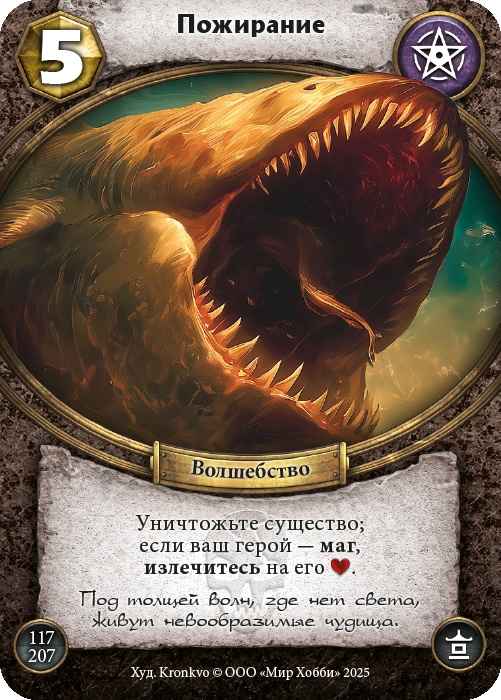 5
Пожирание
Волшебство
Уничтожьте существо;
если ваш герой — маг,
излечитесь на его ❤.
Под толщей волн, где нет света,
живут невообразимые чудища.
117
207
Худ. Kronkvo © ООО «Мир Хобби» 2025